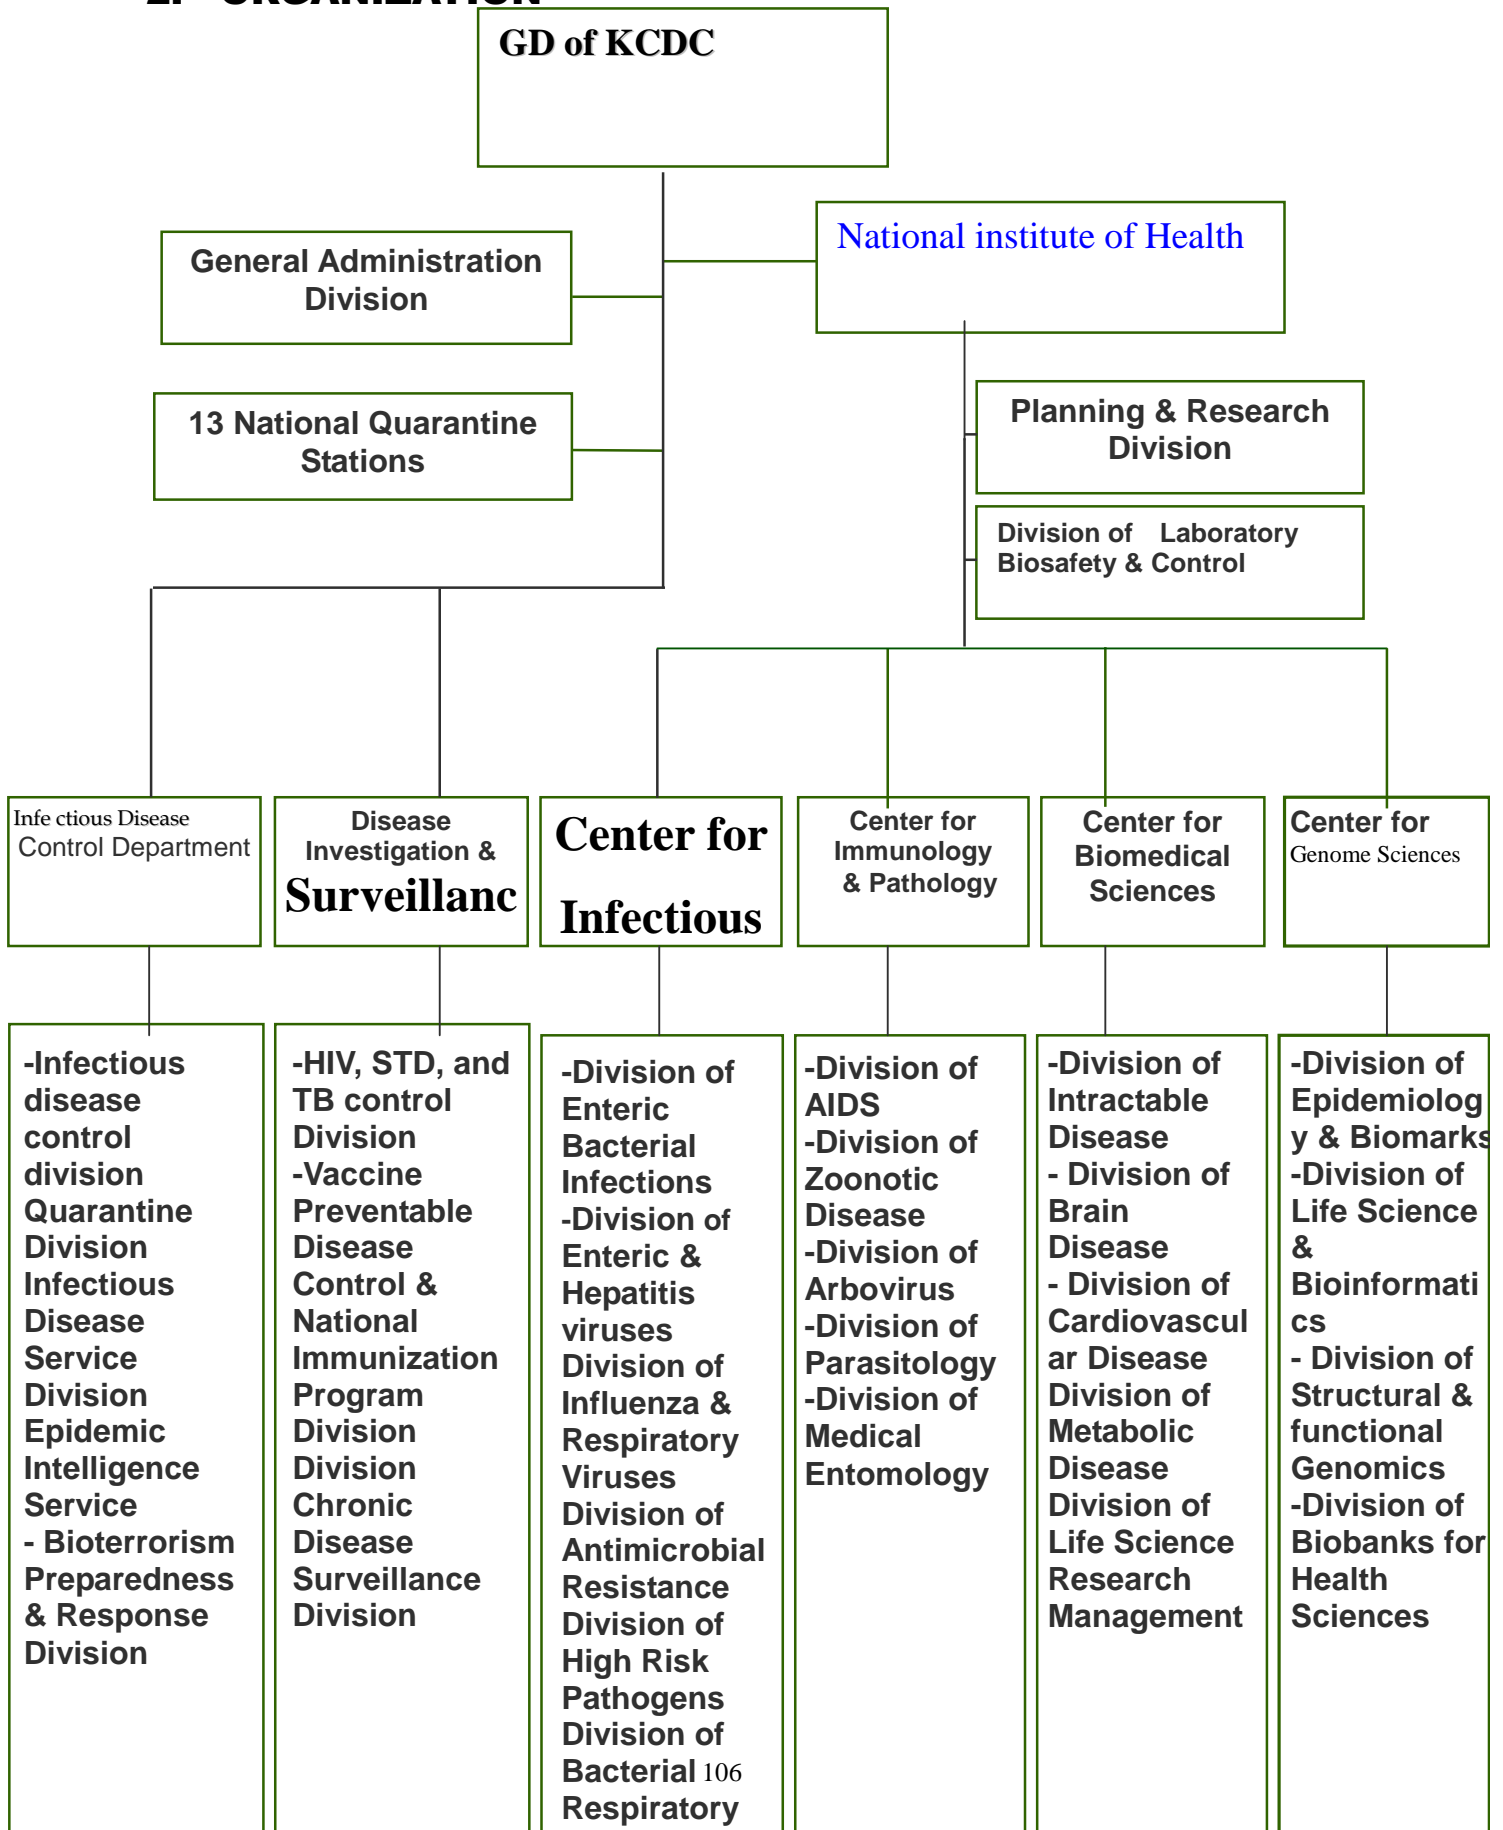 2. ORGANIZATION
GD of KCDC
National institute of Health
General Administration
Division
13 National Quarantine
Stations
Planning & Research
Division
Division of Laboratory
Biosafety & Control
Infe ctious Disease
Control Department
Disease
Investigation &
Surveillanc
Center for
Infectious
Center for
Immunology
& Pathology
Center for
Biomedical
Sciences
Center for
Genome Sciences
-Infectious
disease
control
division
Quarantine
Division
Infectious
Disease
Service
Division
Epidemic
Intelligence
Service
- Bioterrorism
Preparedness
& Response
Division
-HIV, STD, and
TB control
Division
-Vaccine
Preventable
Disease
Control &
National
Immunization
Program
Division
Division
Chronic
Disease
Surveillance
Division
-Division of
Enteric
Bacterial
Infections
-Division of
Enteric &
Hepatitis
viruses
Division of
Influenza &
Respiratory
Viruses
Division of
Antimicrobial
Resistance
Division of
High Risk
Pathogens
Division of
Bacterial
Respiratory
-Division of
AIDS
-Division of
Zoonotic
Disease
-Division of
Arbovirus
-Division of
Parasitology
-Division of
Medical
Entomology
-Division of
Intractable
Disease
- Division of
Brain
Disease
- Division of
Cardiovascul
ar Disease
Division of
Metabolic
Disease
Division of
Life Science
Research
Management
-Division of
Epidemiolog
y & Biomarks
-Division of
Life Science
&
Bioinformati
cs
- Division of
Structural &
functional
Genomics
-Division of
Biobanks for
Health
Sciences
106